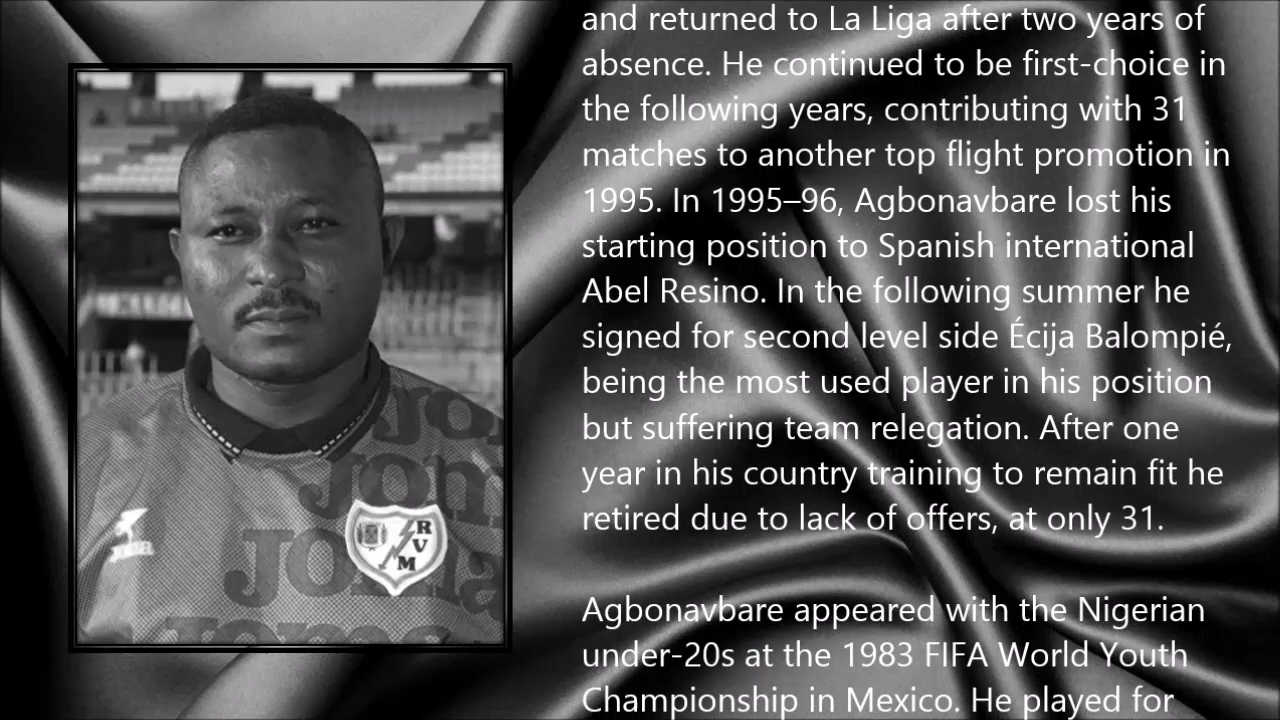 and returned to La Liga after two years of
absence. He continued to be first-choice in
the following years, contributing with 31
matches to another top flight promotion in
1995. In 1995–96, Agbonavbare lost his
starting position to Spanish international
Abel Resino. In the following summer he
signed for second level side Écija Balompié,
being the most used player in his position
but suffering team relegation. After one
year in his country training to remain fit he
retired due to lack of offers, at only 31.
Agbonavbare appeared with the Nigerian
under-20s at the 1983 FIFA World Youth
Championship in Mexico. He played for
Joma
RVM